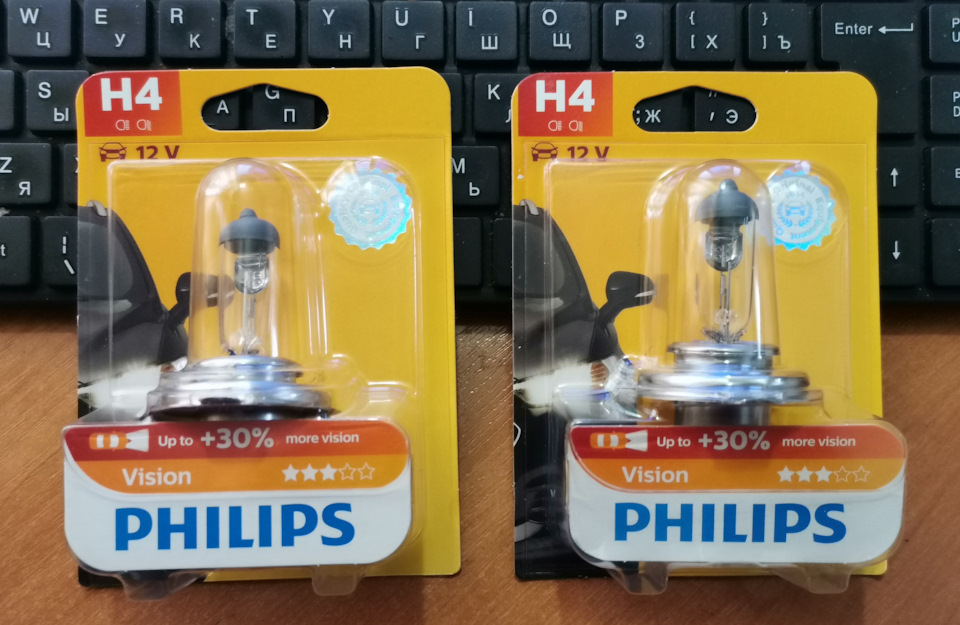 W E R T Y U I O P { }
Ц У К Е Н Г Ш Щ З [ Х ] Ъ
Enter
S
Ы
А G
П
K
; Ж " ' Э
Z
Я
M
Ь
H4
12 V
Up to +30% more vision
Vision
PHILIPS
H4
12 V
Up to +30% more vision
Vision
PHILIPS